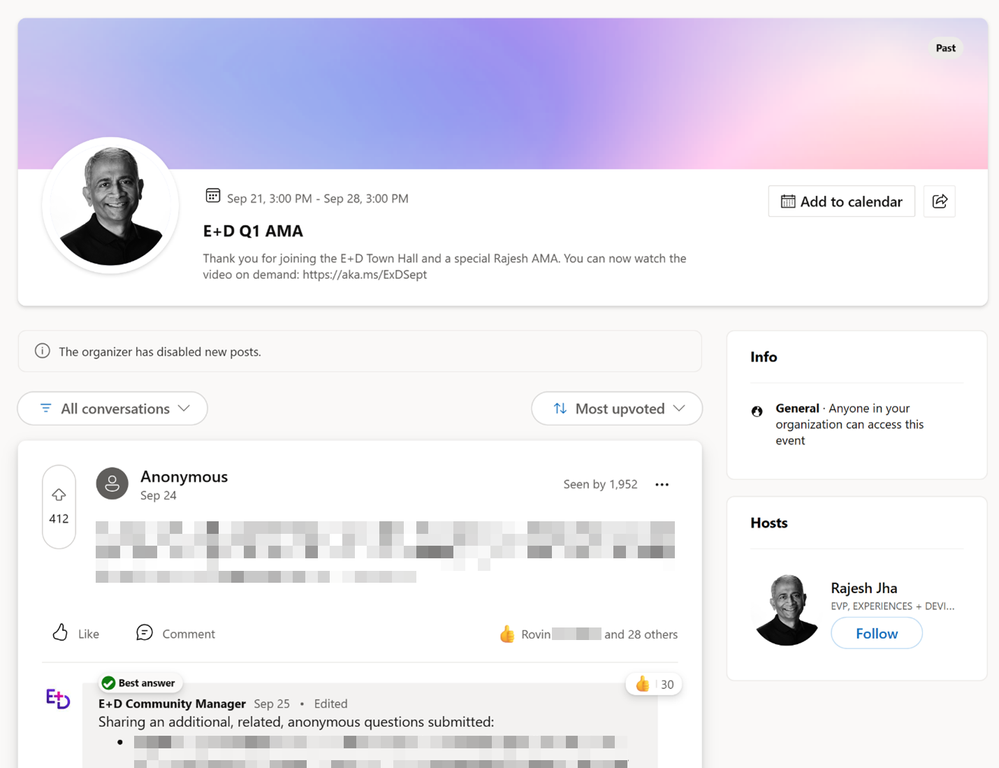 Past
Sep 21, 3:00 PM - Sep 28, 3:00 PM
Add to calendar
E+D Q1 AMA
Thank you for joining the E+D Town Hall and a special Rajesh AMA. You can now watch the
video on demand: https://aka.ms/ExDSept
The organizer has disabled new posts.
All conversations
Most upvoted
Info
General · Anyone in your
organization can access this
event
Anonymous
Sep 24
Seen by 1,952
412
Like
Comment
Rovin
and 28 others
Hosts
Rajesh Jha
EVP, EXPERIENCES + DEVI...
Follow
E+D
Best answer
30
E+D Community Manager Sep 25 • Edited
Sharing an additional, related, anonymous questions submitted: